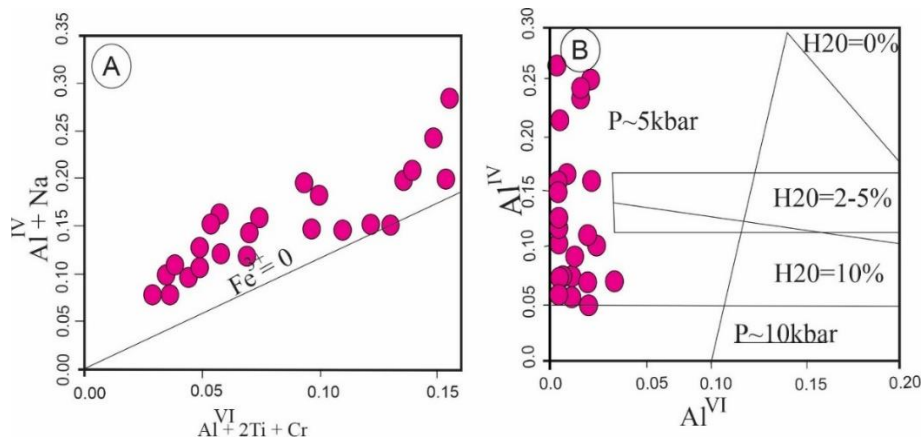 A
0.35
0.30
0.25
0.20
0.15
0.10
0.05
0.00
Al^IV + Na
Fe^3+ = 0
0.00
0.05
0.10
0.15
Al^VI + 2Ti + Cr
B
0.30
0.25
0.20
0.15
0.10
0.05
0.0
Al^IV
H20=0%
P~5kbar
H20=2-5%
H20=10%
P~10kbar
0.0
0.05
0.10
0.15
0.20
Al^VI